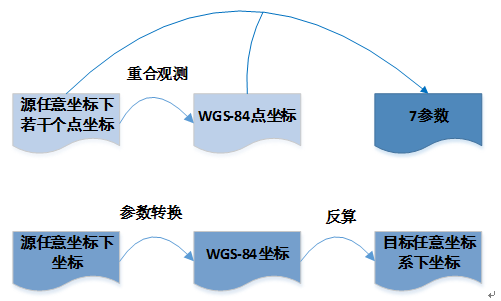 重合观测
源任意坐标下
若干个点坐标
WGS-84点坐标
7参数
参数转换
反算
源任意坐标下
坐标
WGS-84坐标
目标任意坐标
系下坐标